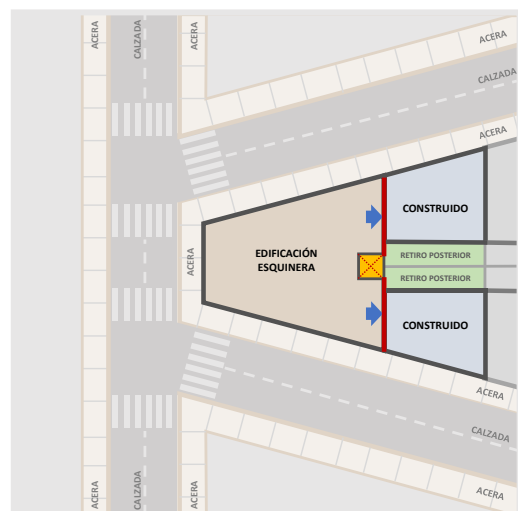 ACERA
CALZADA
ACERA
ACERA
CALZADA
ACERA
CONSTRUIDO
EDIFICACIÓN
ESQUINERA
RETIRO POSTERIOR
RETIRO POSTERIOR
ACERA
CONSTRUIDO
ACERA
CALZADA
ACERA
CALZADA
ACERA
ACERA